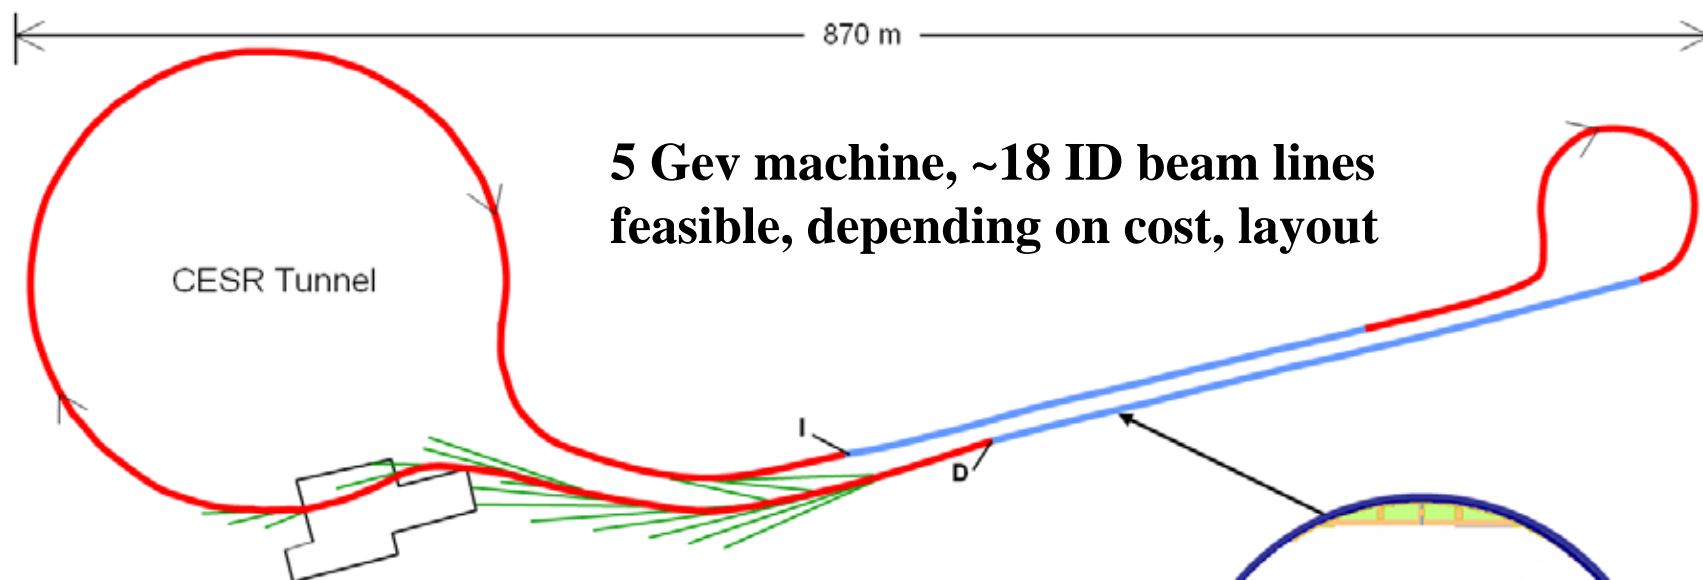 870 m
5 Gev machine, ~18 ID beam lines
feasible, depending on cost, layout
CESR Tunnel
I
D